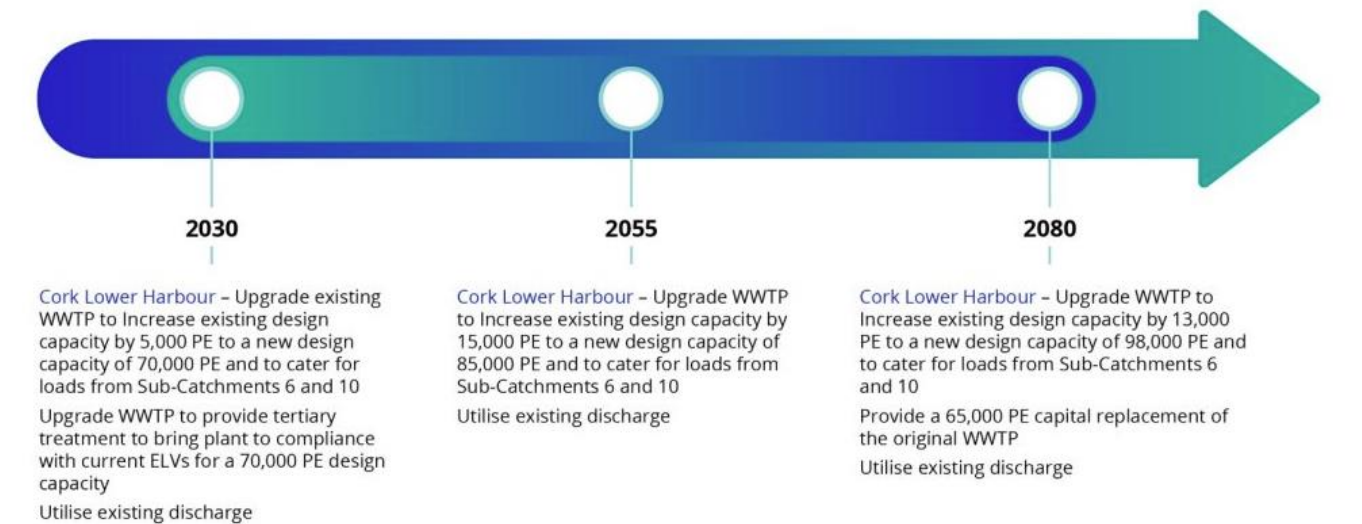 2030
Cork Lower Harbour – Upgrade existing
WWTP to Increase existing design
capacity by 5,000 PE to a new design
capacity of 70,000 PE and to cater for
loads from Sub-Catchments 6 and 10
Upgrade WWTP to provide tertiary
treatment to bring plant to compliance
with current ELVs for a 70,000 PE design
capacity
Utilise existing discharge
2055
Cork Lower Harbour – Upgrade WWTP
to Increase existing design capacity by
15,000 PE to a new design capacity of
85,000 PE and to cater for loads from
Sub-Catchments 6 and 10
Utilise existing discharge
2080
Cork Lower Harbour – Upgrade WWTP to
Increase existing design capacity by 13,000
PE to a new design capacity of 98,000 PE and
to cater for loads from Sub-Catchments 6
and 10
Provide a 65,000 PE capital replacement of
the original WWTP
Utilise existing discharge